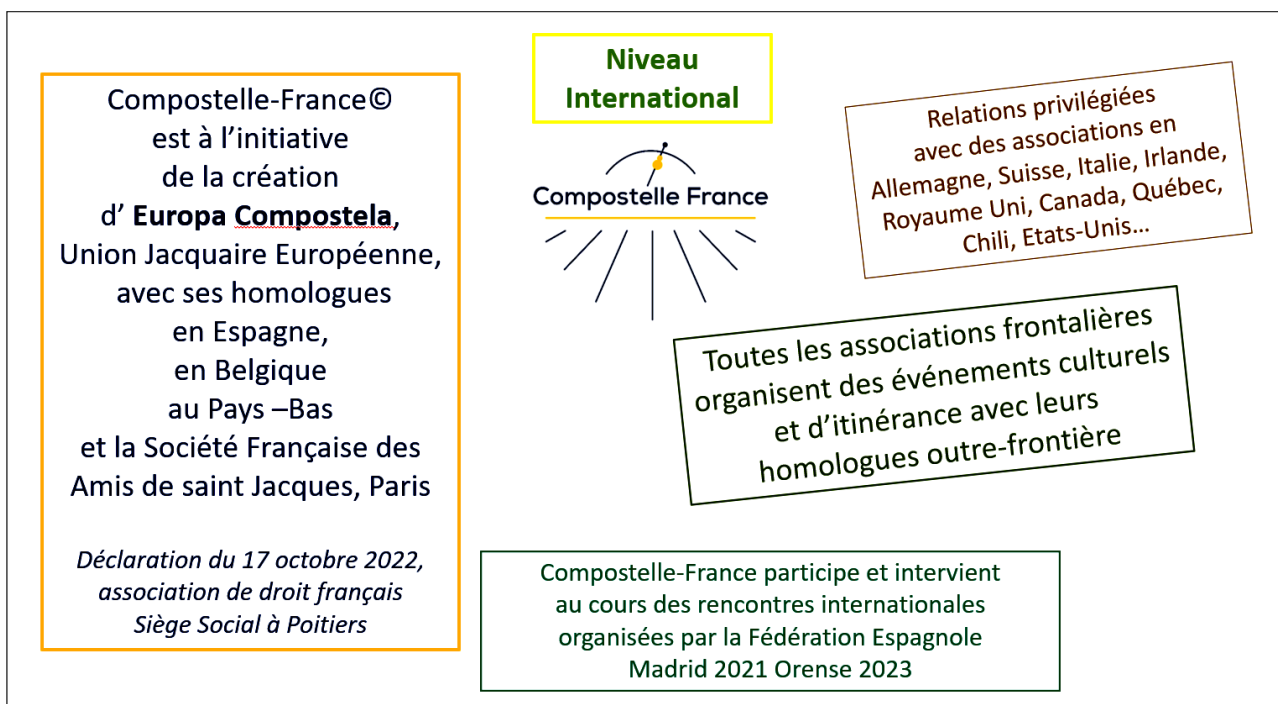 Niveau
International
Compostelle-France©
est à l’initiative
de la création
d’ Europa Compostela,
Union Jacquaire Européenne,
avec ses homologues
en Espagne,
en Belgique
au Pays –Bas
et la Société Française des
Amis de saint Jacques, Paris
Déclaration du 17 octobre 2022,
association de droit français
Siège Social à Poitiers
Compostelle France
Relations privilégiées
avec des associations en
Allemagne, Suisse, Italie, Irlande,
Royaume Uni, Canada, Québec,
Chili, Etats-Unis...
Toutes les associations frontalières
organisent des événements culturels
et d’itinérance avec leurs
homologues outre-frontière
Compostelle-France participe et intervient
au cours des rencontres internationales
organisées par la Fédération Espagnole
Madrid 2021 Orense 2023